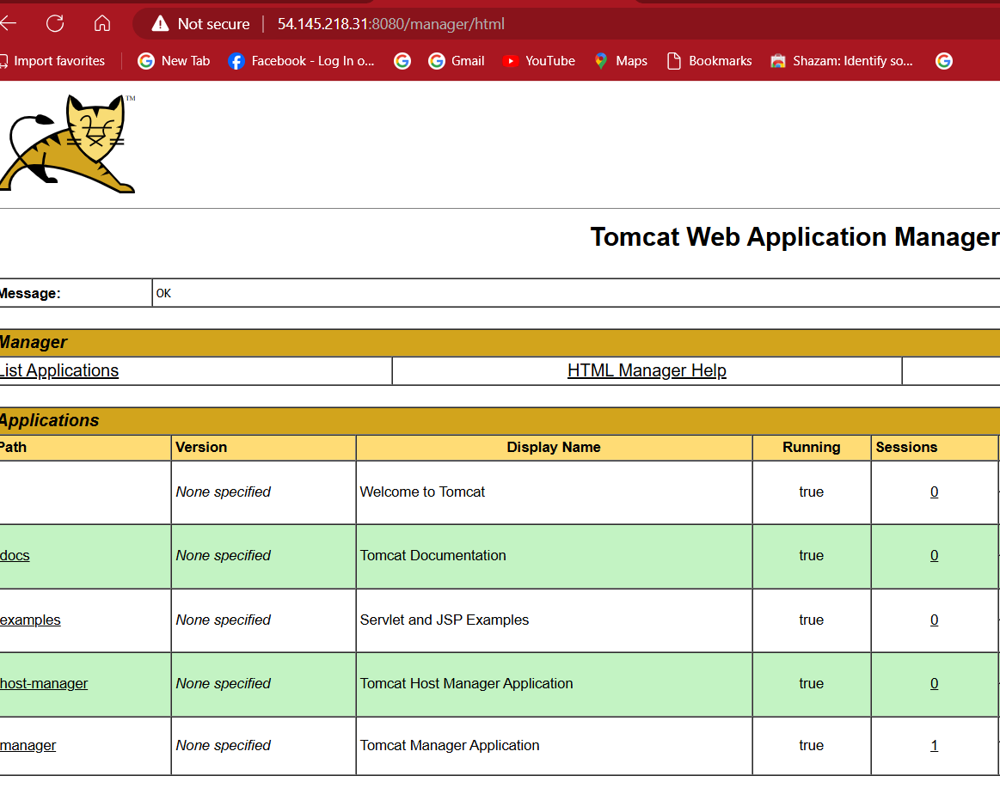 Not secure 54.145.218.31:8080/manager/html
Import favorites New Tab Facebook - Log In o... Gmail YouTube Maps Bookmarks Shazam: Identify so...
TM
Tomcat Web Application Manager
Message: OK
Manager
List Applications HTML Manager Help
Applications
Path Version Display Name Running Sessions
None specified Welcome to Tomcat true 0
docs None specified Tomcat Documentation true 0
examples None specified Servlet and JSP Examples true 0
host-manager None specified Tomcat Host Manager Application true 0
manager None specified Tomcat Manager Application true 1